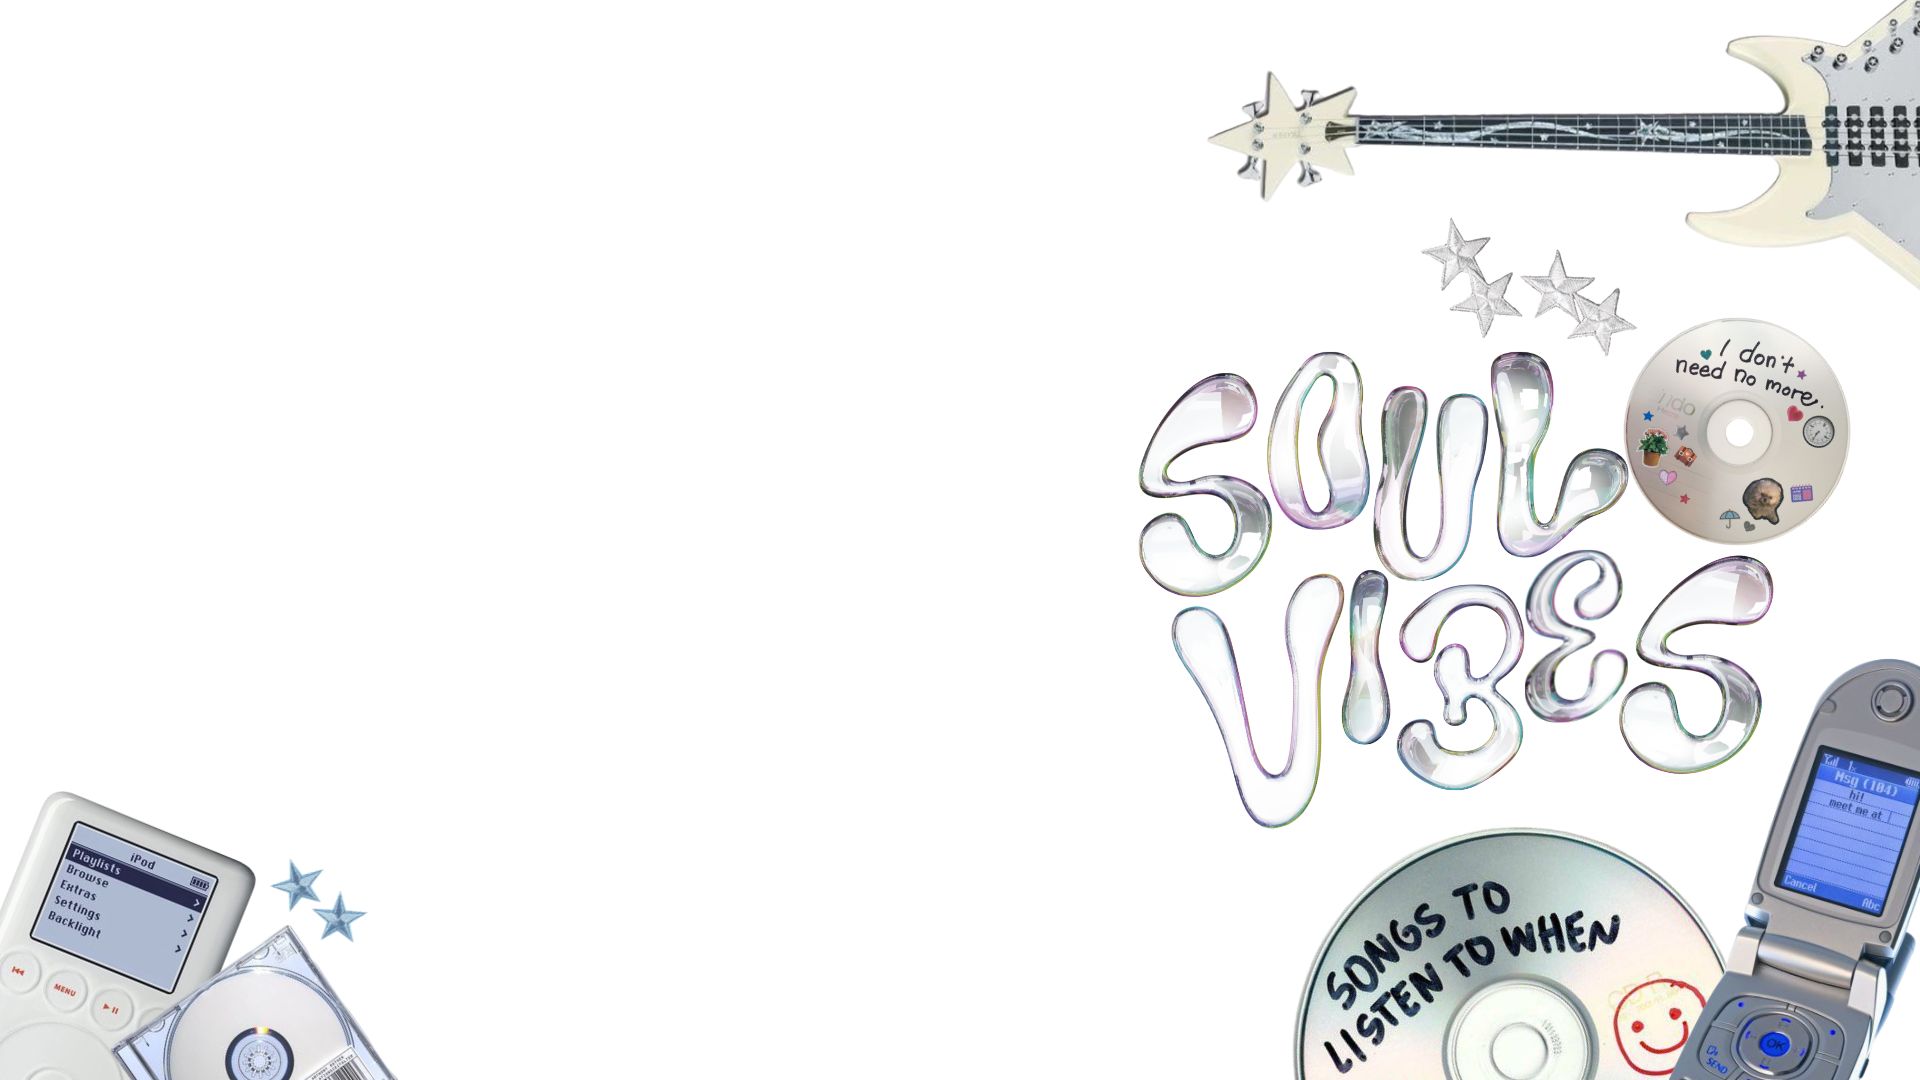 I don't
need no more.
SOUL
VIBES
Msg (104)
hi!
meet me at
Cancel
Abc
iPod
Playlists
Browse
Extras
Settings
Backlight
MENU
SONGS TO
LISTEN TO WHEN
OK
SEND